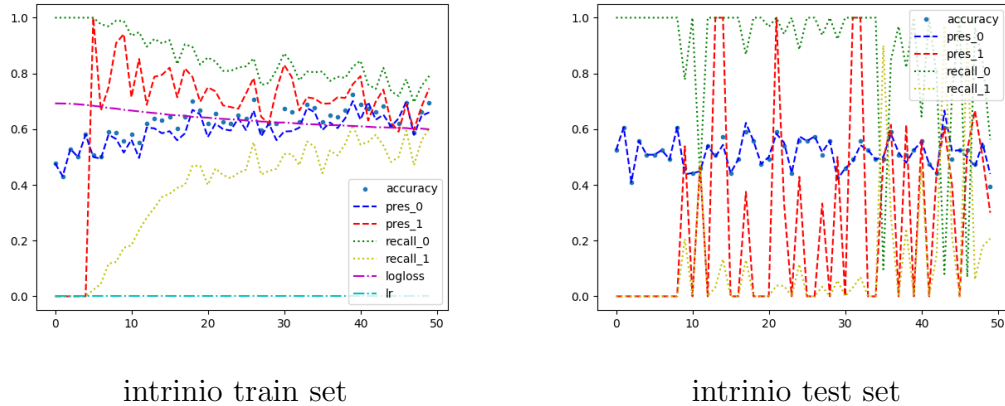 1.0
0.8
0.6
0.4
0.2
0.0
0
10
20
30
40
50
accuracy
pres_0
pres_1
recall_0
recall_1
logloss
lr
intrinio train set
1.0
0.8
0.6
0.4
0.2
0.0
0
10
20
30
40
50
accuracy
pres_0
pres_1
recall_0
recall_1
intrinio test set